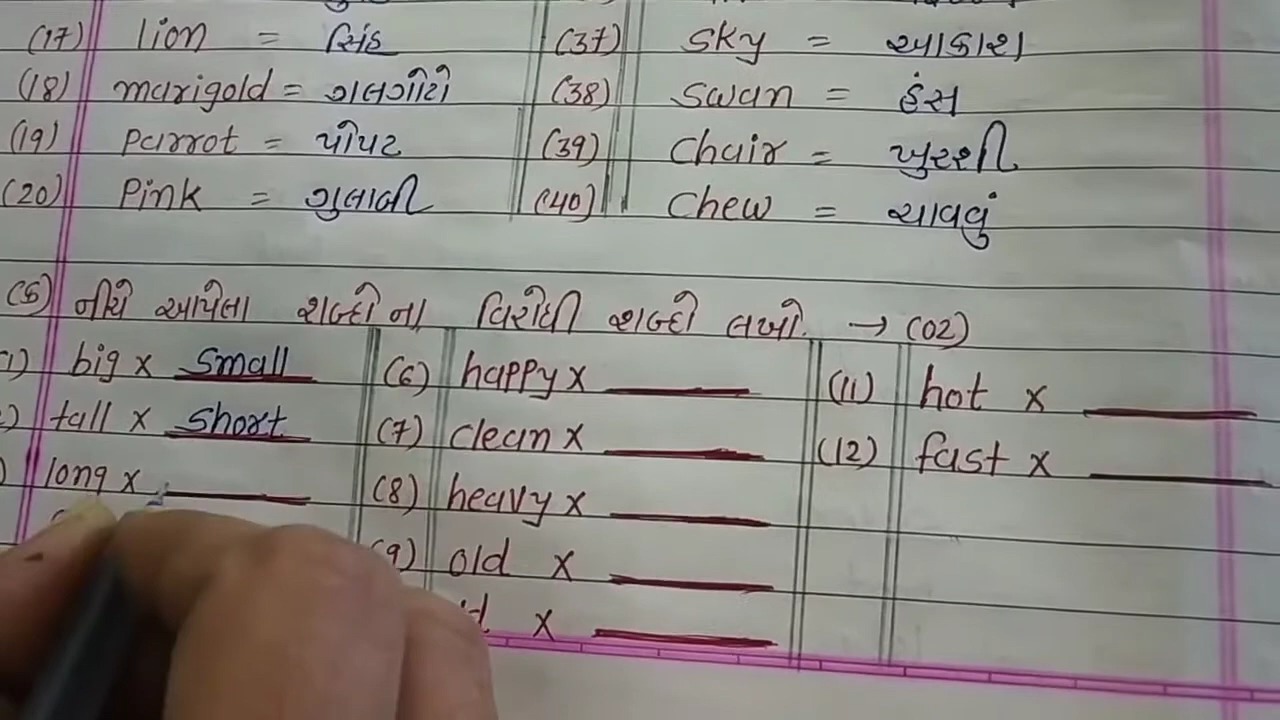 (17) lion = સિંહ (37) sky = આકાશ
(18) marigold = ગલગોટો (38) swan = હંસ
(19) parrot = પોપટ (39) chair = ખુરશી
(20) Pink = ગુલાબી (40) chew = ચાવવું
નીચે આપેલા શબ્દોના વિરોધી શબ્દો લખો. → (02)
1) big x small (6) happy x (11) hot x
) tall x short (7) clean x (12) fast x
) long x (8) heavy x
(9) old x
x